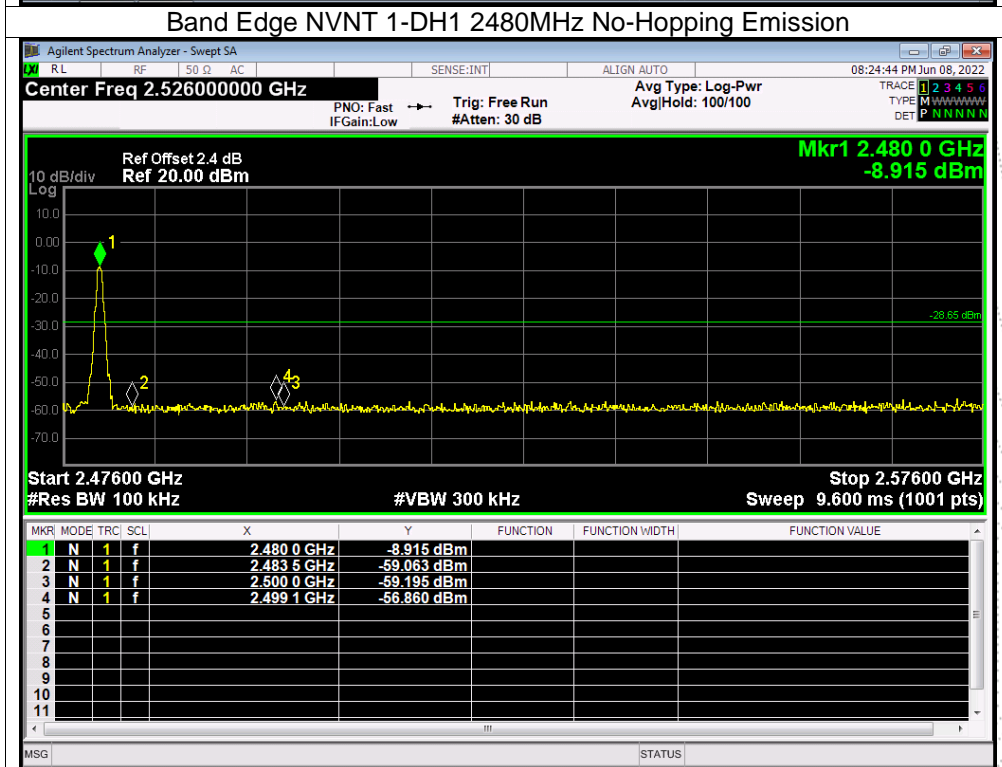 Band Edge NVNT 1-DH1 2480MHz No-Hopping Emission
Agilent Spectrum Analyzer - Swept SA
LXI RL RF 50 Ω AC SENSE:INT ALIGN AUTO 08:24:44 PM Jun 08, 2022
Center Freq 2.526000000 GHz Avg Type: Log-Pwr TRACE 1 2 3 4 5 6
PNO: Fast Trig: Free Run Avg|Hold: 100/100 TYPE M WWWWW
IFGain:Low #Atten: 30 dB DET P N N N N N
Mkr1 2.480 0 GHz
Ref Offset 2.4 dB
10 dB/div Ref 20.00 dBm -8.915 dBm
Log
10.0
0.00
1
-10.0
-20.0
-28.65 dBm
-30.0
-40.0
-50.0
2 4 3
-60.0
-70.0
Start 2.47600 GHz Stop 2.57600 GHz
#Res BW 100 kHz #VBW 300 kHz Sweep 9.600 ms (1001 pts)
MKR MODE TRC SCL X Y FUNCTION FUNCTION WIDTH FUNCTION VALUE
1 N 1 f 2.480 0 GHz -8.915 dBm
2 N 1 f 2.483 5 GHz -59.063 dBm
3 N 1 f 2.500 0 GHz -59.195 dBm
4 N 1 f 2.499 1 GHz -56.860 dBm
5
6
7
8
9
10
11
MSG STATUS